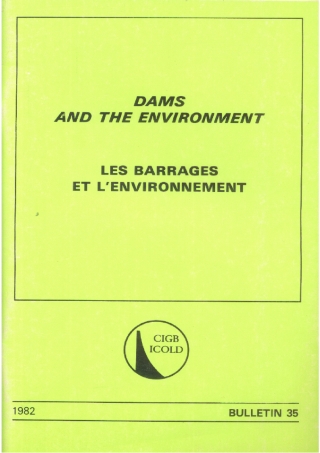 DAMS
AND THE ENVIRONMENT
LES BARRAGES
ET L'ENVIRONNEMENT
CIGB
ICOLD
1982
BULLETIN 35